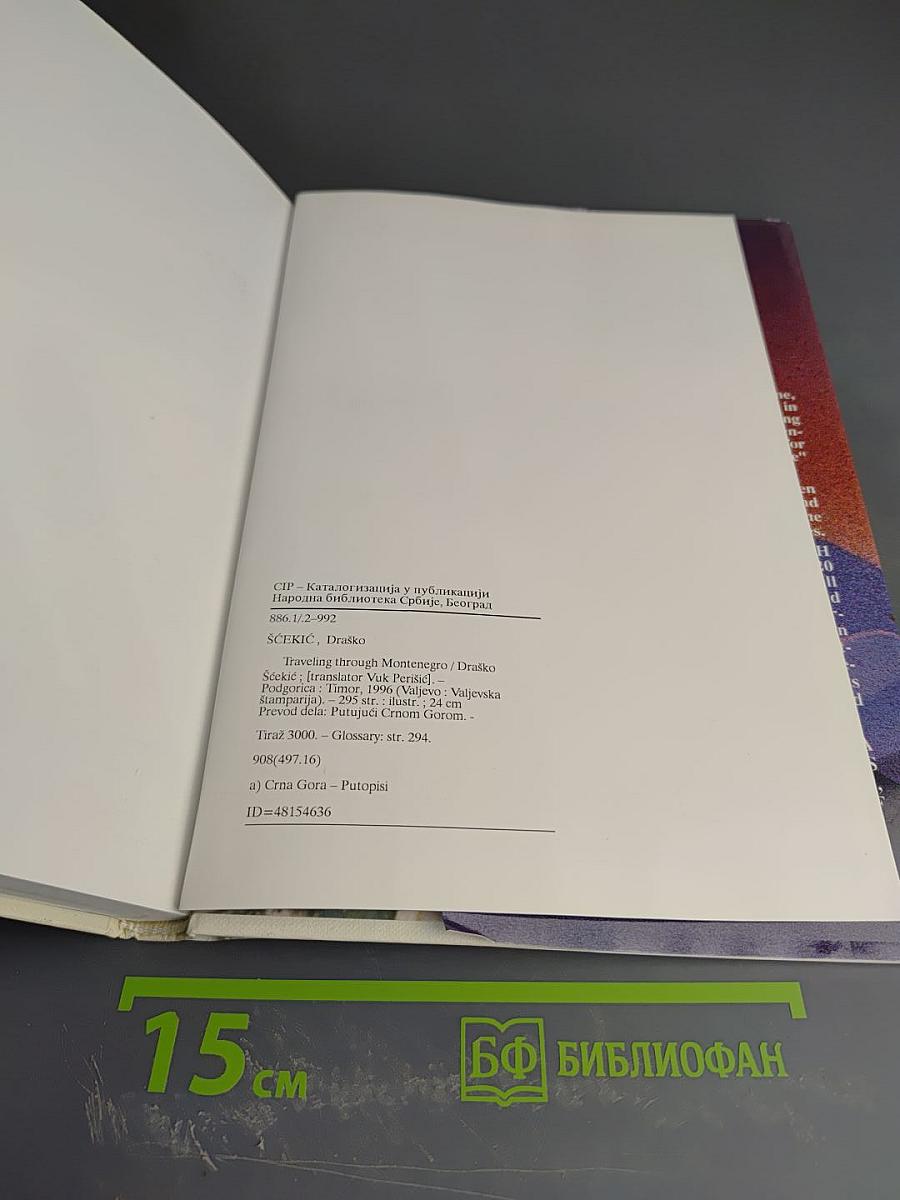 CIP – Каталогизација у публикацији
Народна библиотека Србије, Београд
886.1/.2–992
ŠĆEKIĆ, Draško
Traveling through Montenegro / Draško
Šćekić ; [translator Vuk Perišić]. –
Podgorica : Timor, 1996 (Valjevo : Valjevska
štamparija). – 295 str. : ilustr. ; 24 cm
Prevod dela: Putujući Crnom Gorom. -
Tiraž 3000. – Glossary: str. 294.
908(497.16)
a) Crna Gora – Putopisi
ID=48154636
15 см
БФ БИБЛИОФАН